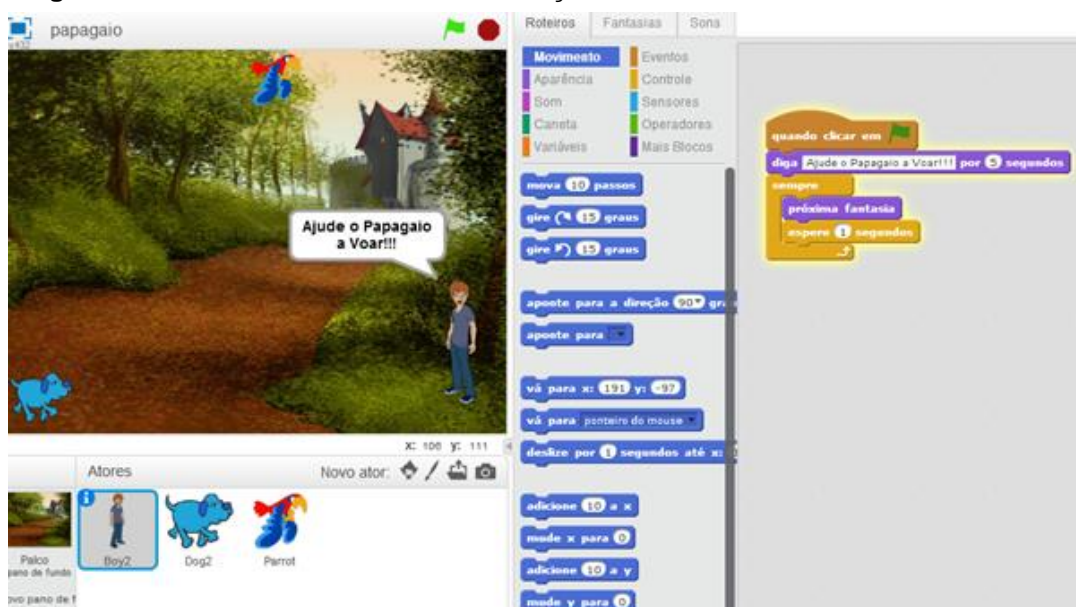 papagaio
Ajude o Papagaio
a Voar!!!
X: 106 y: 111
Atores
Novo ator:
Palco
pano de fundo
Boy2
Dog2
Parrot
Roteiros
Fantasias
Sons
Movimento
Aparência
Som
Caneta
Variáveis
Eventos
Controle
Sensores
Operadores
Mais Blocos
mova 10 passos
gire 15 graus
gire 15 graus
aponte para a direção 90
aponte para
vá para x: 191 y: -97
vá para ponteiro do mouse
deslize por 1 segundos até x:
adicione 10 a x
mude x para 0
adicione 10 a y
mude y para 0
quando clicar em
diga Ajude o Papagaio a Voar!!! por 5 segundos
sempre
próxima fantasia
espere 1 segundos